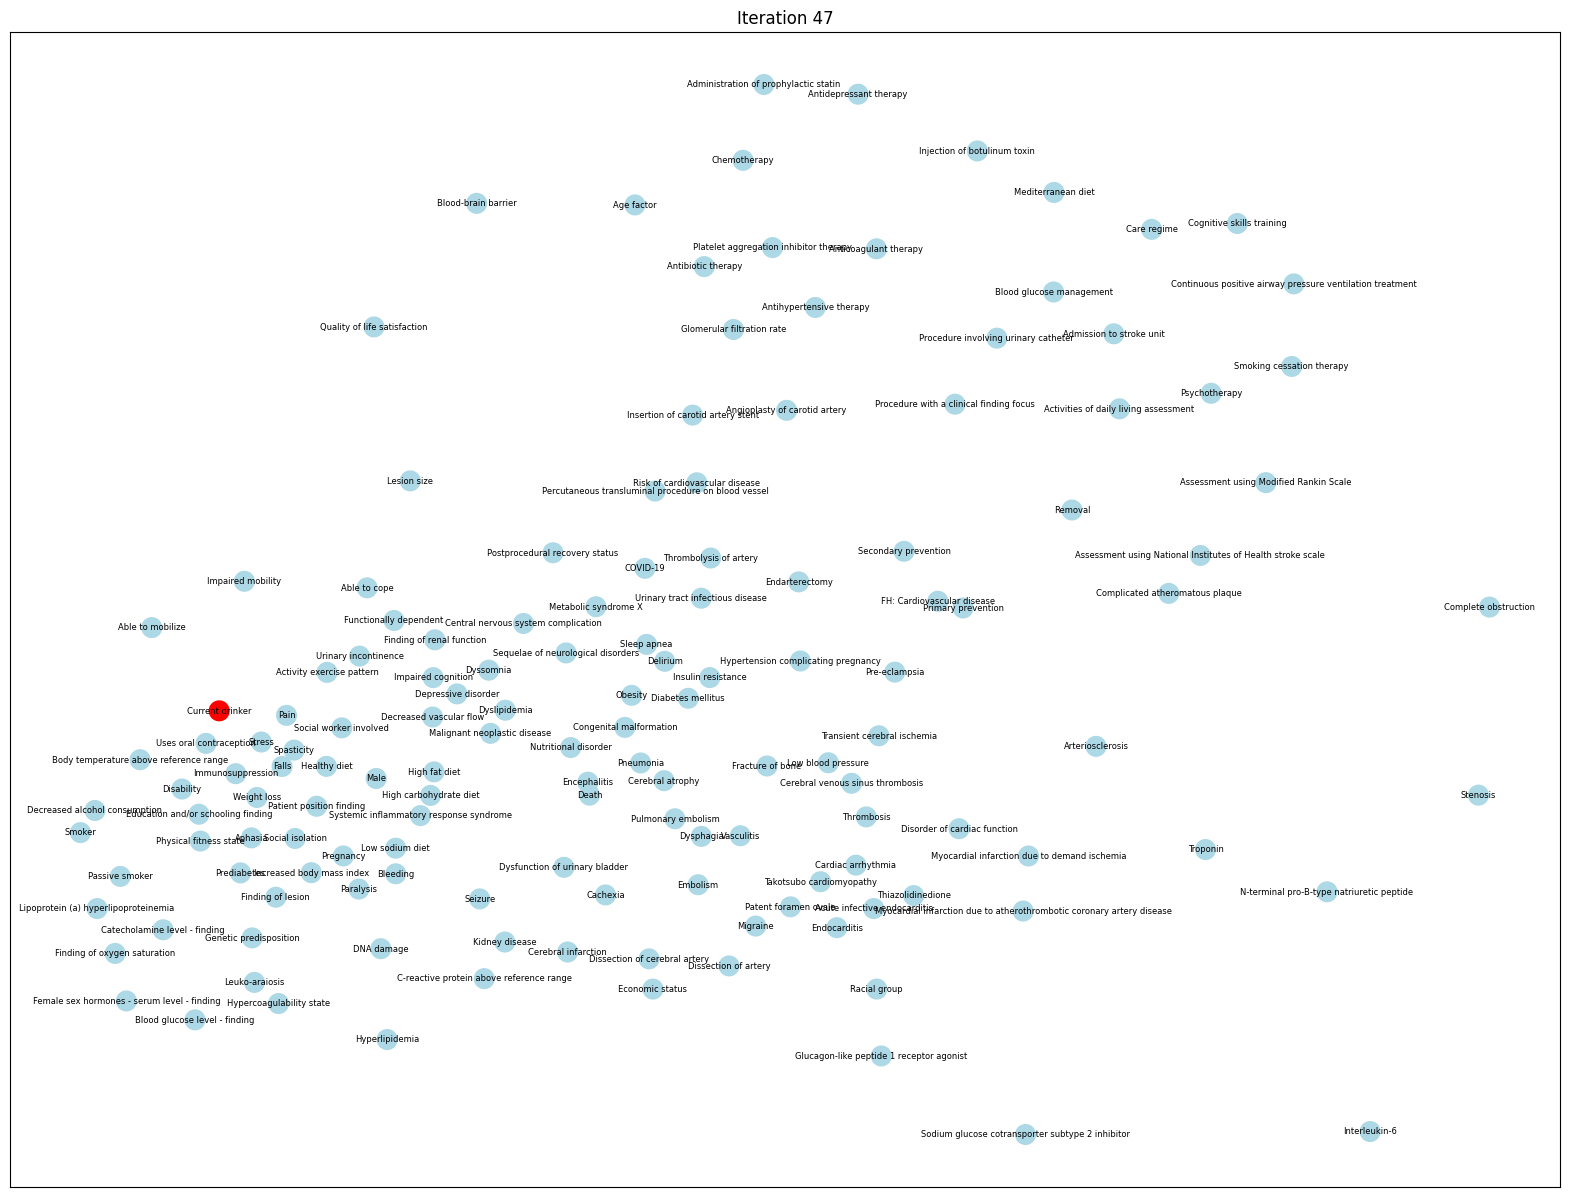 Iteration 47
Administration of prophylactic statin
Antidepressant therapy
Injection of botulinum toxin
Chemotherapy
Mediterranean diet
Blood-brain barrier
Age factor
Cognitive skills training
Care regime
Platelet aggregation inhibitor therapy
Anticoagulant therapy
Antibiotic therapy
Continuous positive airway pressure ventilation treatment
Blood glucose management
Antihypertensive therapy
Quality of life satisfaction
Glomerular filtration rate
Admission to stroke unit
Procedure involving urinary catheter
Smoking cessation therapy
Psychotherapy
Procedure with a clinical finding focus
Activities of daily living assessment
Angioplasty of carotid artery
Insertion of carotid artery stent
Lesion size
Risk of cardiovascular disease
Assessment using Modified Rankin Scale
Percutaneous transluminal procedure on blood vessel
Removal
Postprocedural recovery status
Secondary prevention
Assessment using National Institutes of Health stroke scale
Thrombolysis of artery
COVID-19
Impaired mobility
Endarterectomy
Able to cope
Complicated atheromatous plaque
Urinary tract infectious disease
FH: Cardiovascular disease
Metabolic syndrome X
Primary prevention
Complete obstruction
Functionally dependent
Central nervous system complication
Able to mobilize
Finding of renal function
Sleep apnea
Sequelae of neurological disorders
Urinary incontinence
Delirium
Hypertension complicating pregnancy
Dyssomnia
Activity exercise pattern
Pre-eclampsia
Impaired cognition
Insulin resistance
Depressive disorder
Obesity
Diabetes mellitus
Dyslipidemia
Current drinker
Pain
Decreased vascular flow
Social worker involved
Congenital malformation
Malignant neoplastic disease
Transient cerebral ischemia
Uses oral contraception
Stress
Arteriosclerosis
Nutritional disorder
Spasticity
Body temperature above reference range
Pneumonia
Low blood pressure
Falls
Healthy diet
Fracture of bone
High fat diet
Immunosuppression
Male
Cerebral atrophy
Encephalitis
Cerebral venous sinus thrombosis
Disability
Death
High carbohydrate diet
Stenosis
Weight loss
Patient position finding
Decreased alcohol consumption
Education and/or schooling finding
Systemic inflammatory response syndrome
Thrombosis
Pulmonary embolism
Disorder of cardiac function
Smoker
Dysphagia
Vasculitis
Aphasia
Social isolation
Physical fitness state
Low sodium diet
Troponin
Pregnancy
Myocardial infarction due to demand ischemia
Cardiac arrhythmia
Dysfunction of urinary bladder
Prediabetes
Increased body mass index
Bleeding
Passive smoker
Takotsubo cardiomyopathy
Embolism
Paralysis
N-terminal pro-B-type natriuretic peptide
Cachexia
Thiazolidinedione
Finding of lesion
Seizure
Patent foramen ovale
Lipoprotein (a) hyperlipoproteinemia
Acute infective endocarditis
Myocardial infarction due to atherothrombotic coronary artery disease
Migraine
Endocarditis
Catecholamine level - finding
Genetic predisposition
Kidney disease
DNA damage
Cerebral infarction
Finding of oxygen saturation
Dissection of cerebral artery
Dissection of artery
C-reactive protein above reference range
Leuko-araiosis
Economic status
Racial group
Female sex hormones - serum level - finding
Hypercoagulability state
Blood glucose level - finding
Hyperlipidemia
Glucagon-like peptide 1 receptor agonist
Interleukin-6
Sodium glucose cotransporter subtype 2 inhibitor